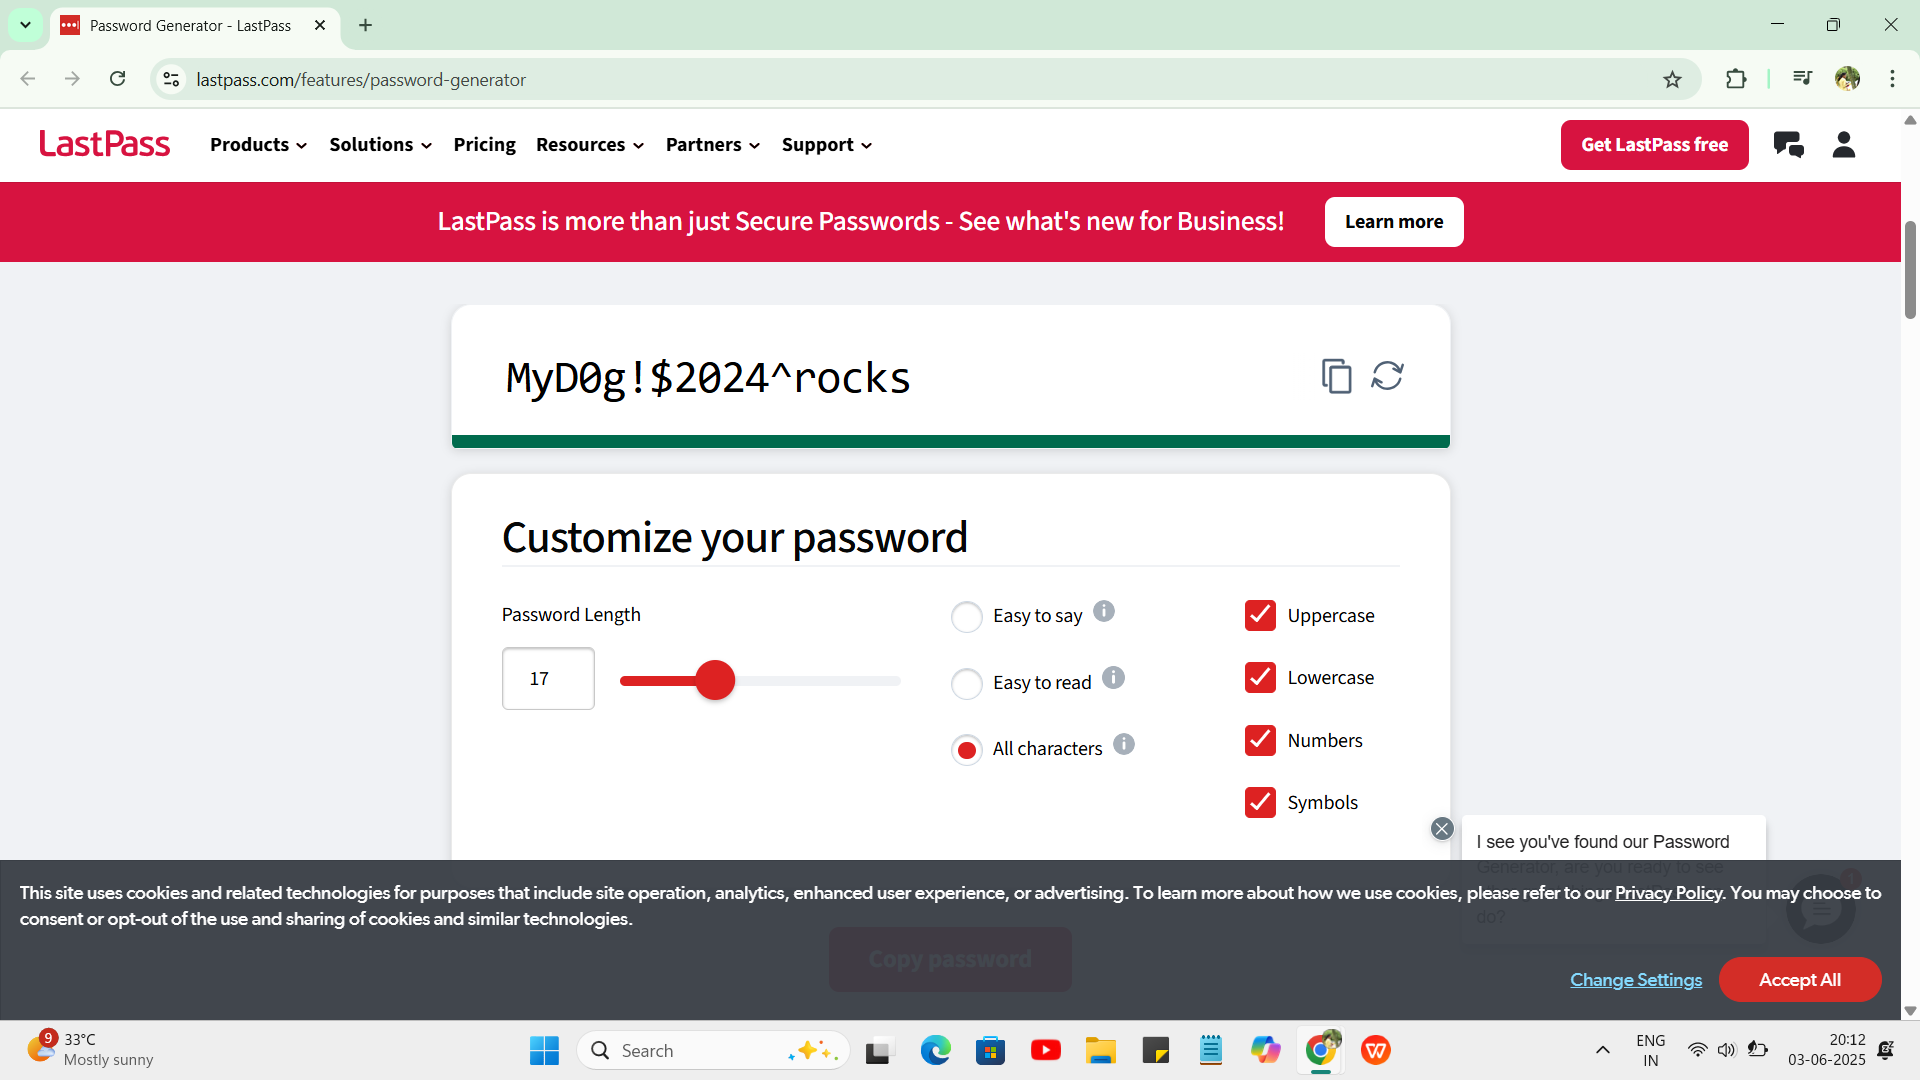 Password Generator - LastPass
lastpass.com/features/password-generator
LastPass
Products
Solutions
Pricing
Resources
Partners
Support
Get LastPass free
LastPass is more than just Secure Passwords - See what's new for Business!
Learn more
MyD0g!$2024^rocks
Customize your password
Password Length
17
Easy to say
Easy to read
All characters
Uppercase
Lowercase
Numbers
Symbols
I see you've found our Password
Generator, are you ready to see
do?
This site uses cookies and related technologies for purposes that include site operation, analytics, enhanced user experience, or advertising. To learn more about how we use cookies, please refer to our Privacy Policy. You may choose to
consent or opt-out of the use and sharing of cookies and similar technologies.
Copy password
Change Settings
Accept All
9
33°C
Mostly sunny
Search
ENG
IN
20:12
03-06-2025